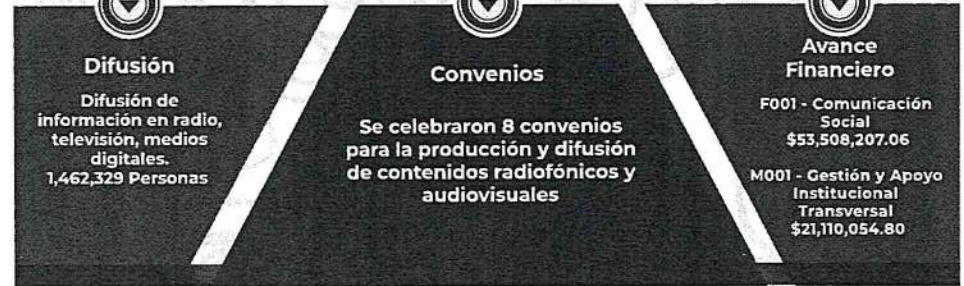 Difusión
Difusión de
información en radio,
televisión, medios
digitales.
1,462,329 Personas
Convenios
Se celebraron 8 convenios
para la producción y difusión
de contenidos radiofónicos y
audiovisuales
Avance
Financiero
F001 - Comunicación
Social
$53,508,207.06
M001 - Gestión y Apoyo
Institucional
Transversal
$21,110,054.80